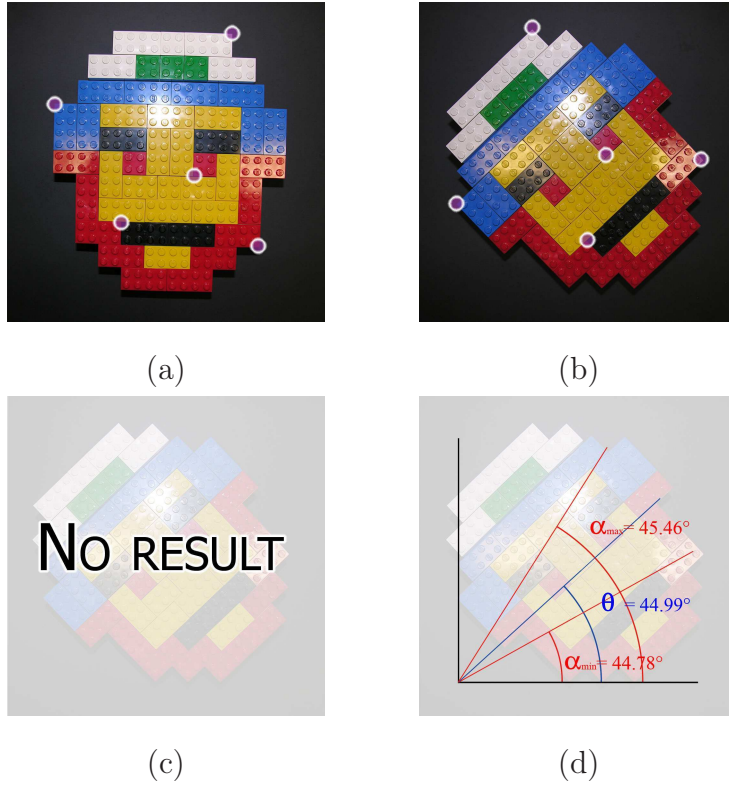 (a)
(b)
No result
αmax = 45.46°
θ = 44.99°
αmin = 44.78°
(c)
(d)